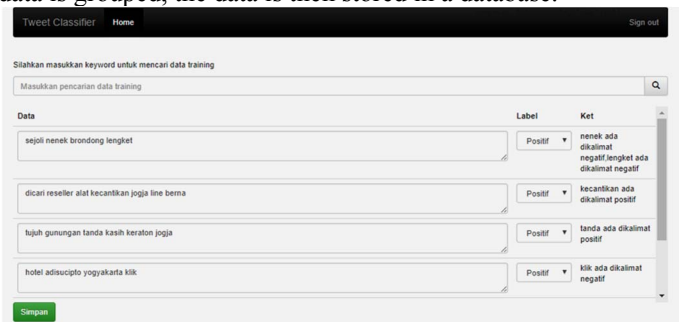 data is grouped, the data is then stored in a database.
Tweet Classifier Home Sign out
Silahkan masukkan keyword untuk mencari data training
Masukkan pencarian data training
Data Label Ket
sejoli nenek brondong lengket Positif nenek ada
dikalimat
negatif,lengket ada
dikalimat negatif
dicari reseller alat kecantikan jogja line berna Positif kecantikan ada
dikalimat positif
tujuh gunungan tanda kasih keraton jogja Positif tanda ada dikalimat
positif
hotel adisucipto yogyakarta klik Positif klik ada dikalimat
negatif
Simpan